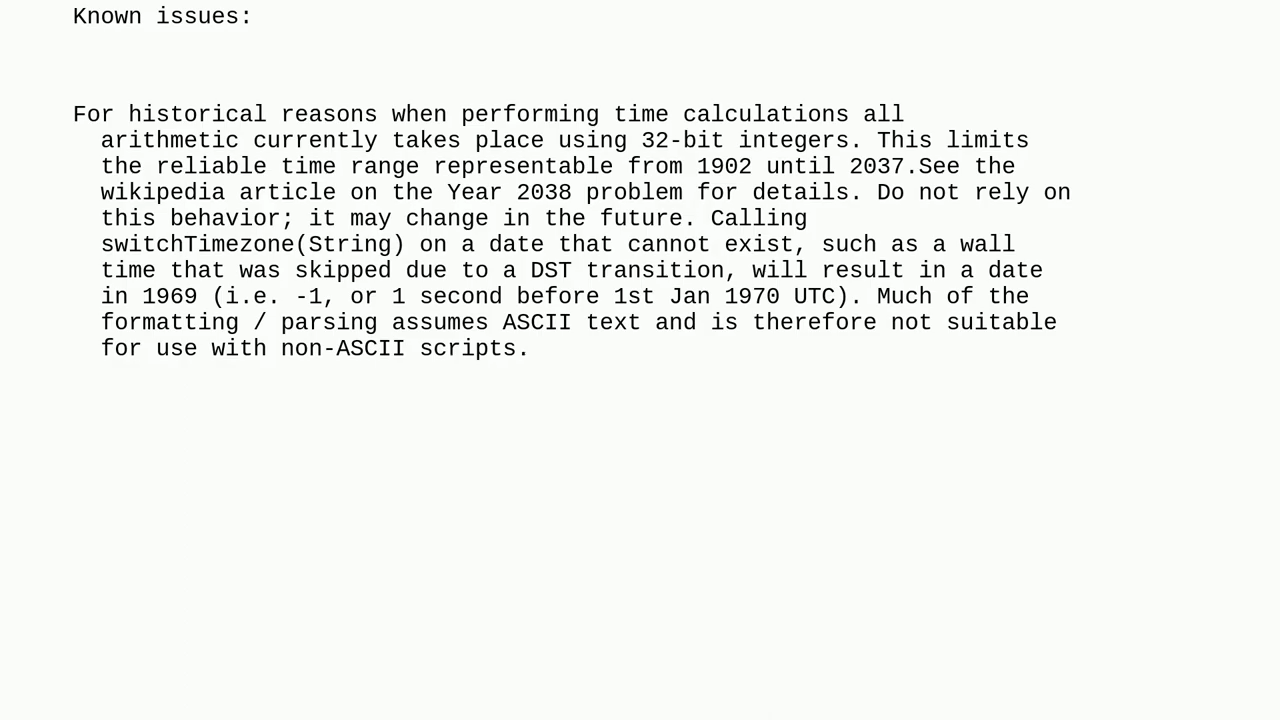 Known issues:
For historical reasons when performing time calculations all
arithmetic currently takes place using 32-bit integers. This limits
the reliable time range representable from 1902 until 2037.See the
wikipedia article on the Year 2038 problem for details. Do not rely on
this behavior; it may change in the future. Calling
switchTimezone(String) on a date that cannot exist, such as a wall
time that was skipped due to a DST transition, will result in a date
in 1969 (i.e. -1, or 1 second before 1st Jan 1970 UTC). Much of the
formatting / parsing assumes ASCII text and is therefore not suitable
for use with non-ASCII scripts.